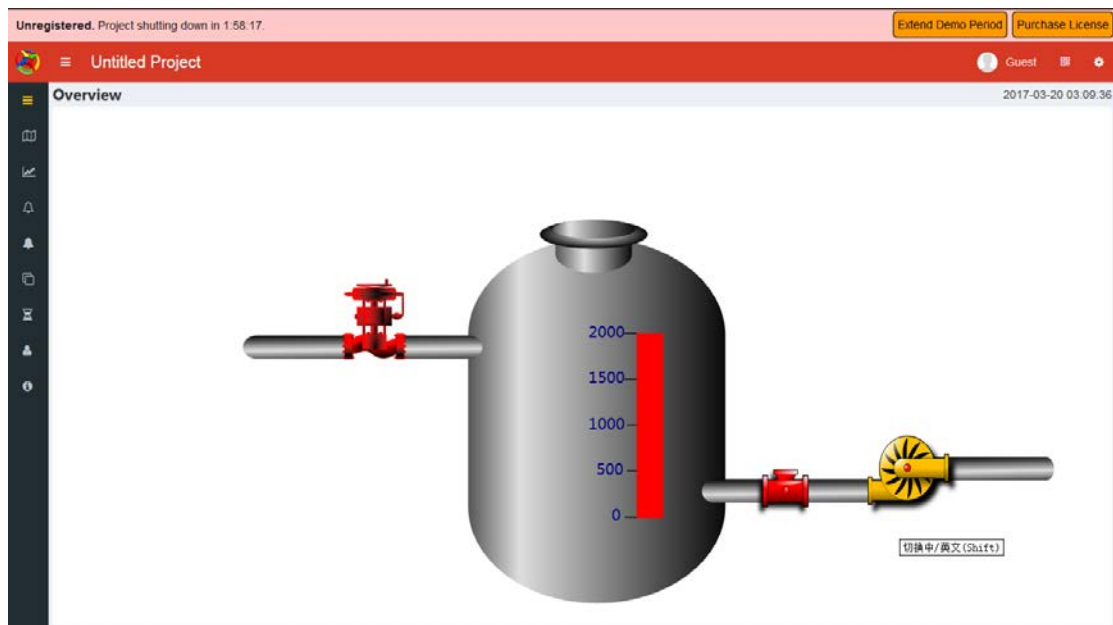 Unregistered. Project shutting down in 1:58:17.
Extend Demo Period
Purchase License
Untitled Project
Guest
Overview
2017-03-20 03:09:36
2000
1500
1000
500
0
切换中/英文(Shift)